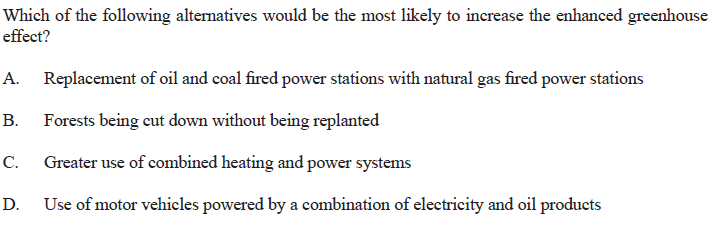 Which of the following alternatives would be the most likely to increase the enhanced greenhouse
effect?
A. Replacement of oil and coal fired power stations with natural gas fired power stations
B. Forests being cut down without being replanted
C. Greater use of combined heating and power systems
D. Use of motor vehicles powered by a combination of electricity and oil products